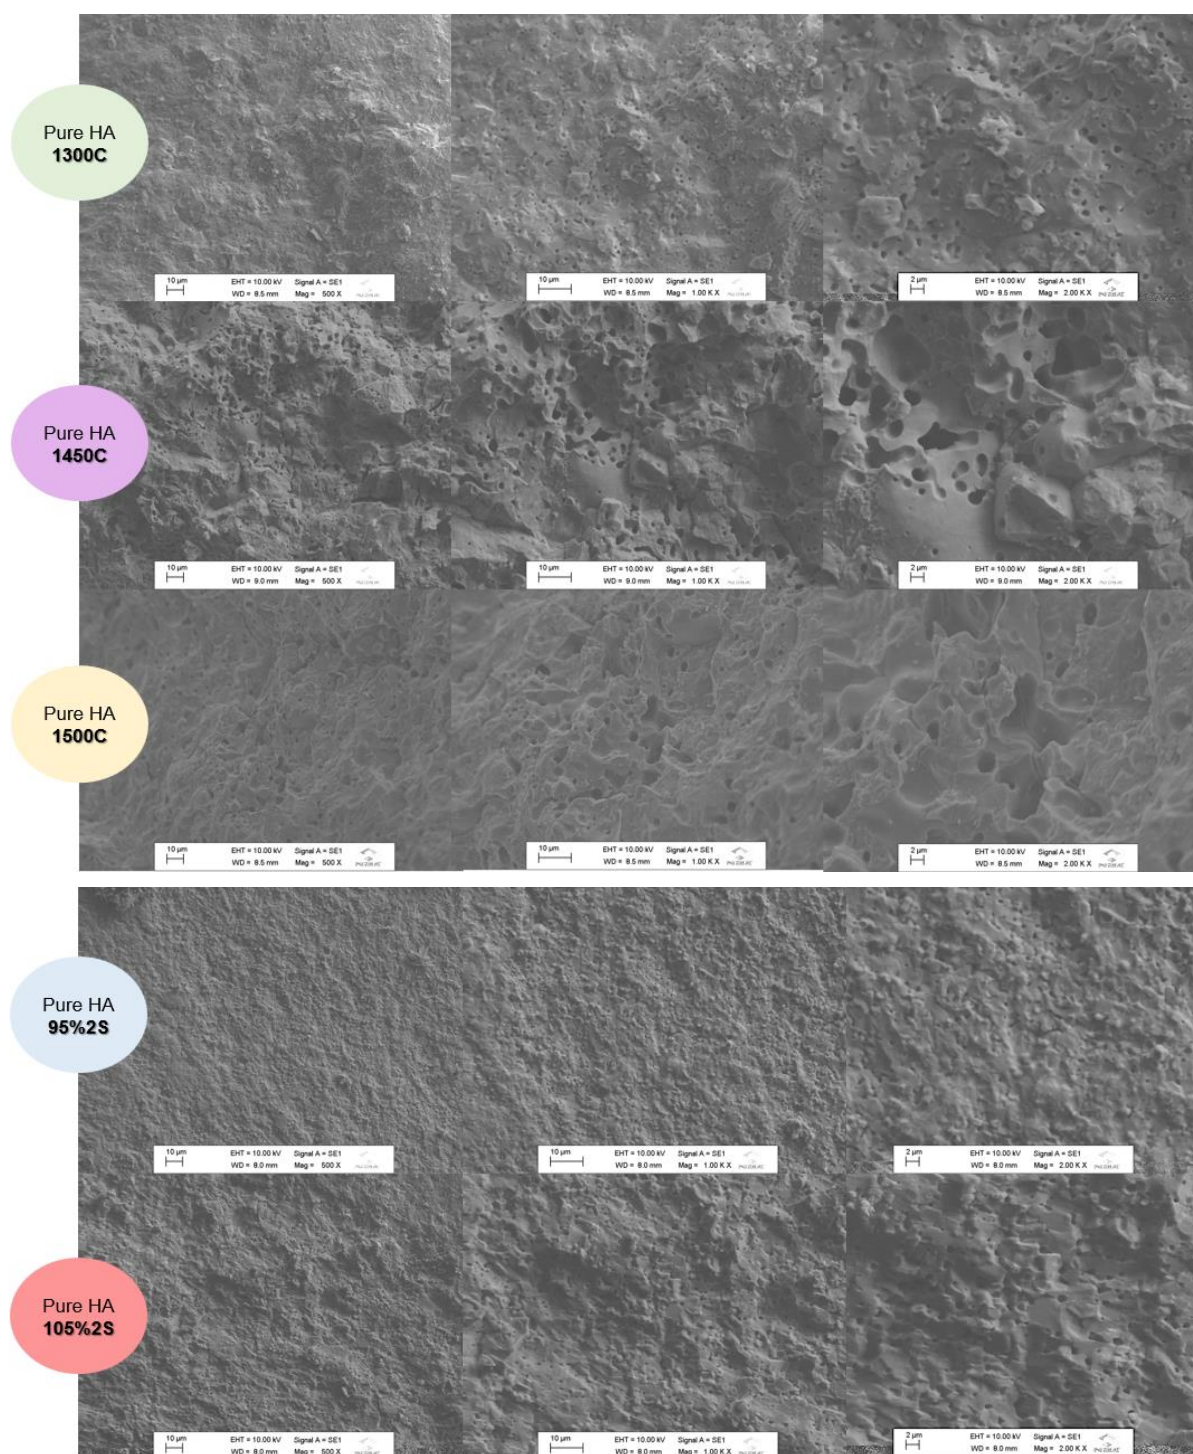 Pure HA
1300C
10 µm EHT = 10.00 kV Signal A = SE1
WD = 8.5 mm Mag = 500 X
10 µm EHT = 10.00 kV Signal A = SE1
WD = 8.5 mm Mag = 1.00 K X
2 µm EHT = 10.00 kV Signal A = SE1
WD = 8.5 mm Mag = 2.00 K X
Pure HA
1450C
10 µm EHT = 10.00 kV Signal A = SE1
WD = 9.0 mm Mag = 500 X
10 µm EHT = 10.00 kV Signal A = SE1
WD = 9.0 mm Mag = 1.00 K X
2 µm EHT = 10.00 kV Signal A = SE1
WD = 9.0 mm Mag = 2.00 K X
Pure HA
1500C
10 µm EHT = 10.00 kV Signal A = SE1
WD = 8.5 mm Mag = 500 X
10 µm EHT = 10.00 kV Signal A = SE1
WD = 8.5 mm Mag = 1.00 K X
2 µm EHT = 10.00 kV Signal A = SE1
WD = 8.5 mm Mag = 2.00 K X
Pure HA
95%2S
10 µm EHT = 10.00 kV Signal A = SE1
WD = 8.0 mm Mag = 500 X
10 µm EHT = 10.00 kV Signal A = SE1
WD = 8.0 mm Mag = 1.00 K X
2 µm EHT = 10.00 kV Signal A = SE1
WD = 8.0 mm Mag = 2.00 K X
Pure HA
105%2S
10 µm EHT = 10.00 kV Signal A = SE1
WD = 8.0 mm Mag = 500 X
10 µm EHT = 10.00 kV Signal A = SE1
WD = 8.0 mm Mag = 1.00 K X
2 µm EHT = 10.00 kV Signal A = SE1
WD = 8.0 mm Mag = 2.00 K X